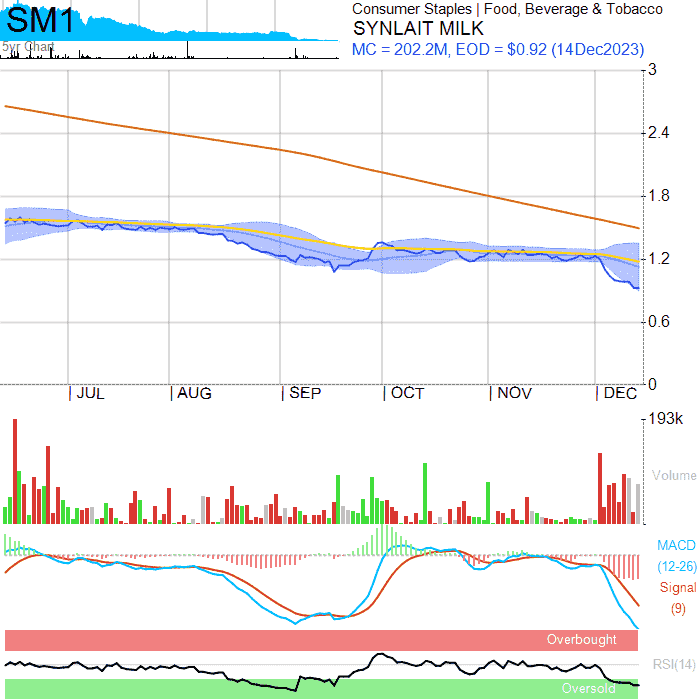 SM1
5yr Chart
Consumer Staples | Food, Beverage & Tobacco
SYNLAIT MILK
MC = 202.2M, EOD = $0.92 (14Dec2023)
3
2.4
1.8
1.2
0.6
0
| JUL | AUG | SEP | OCT | NOV | DEC
193k
Volume
MACD
(12-26)
Signal
(9)
Overbought
RSI(14)
Oversold